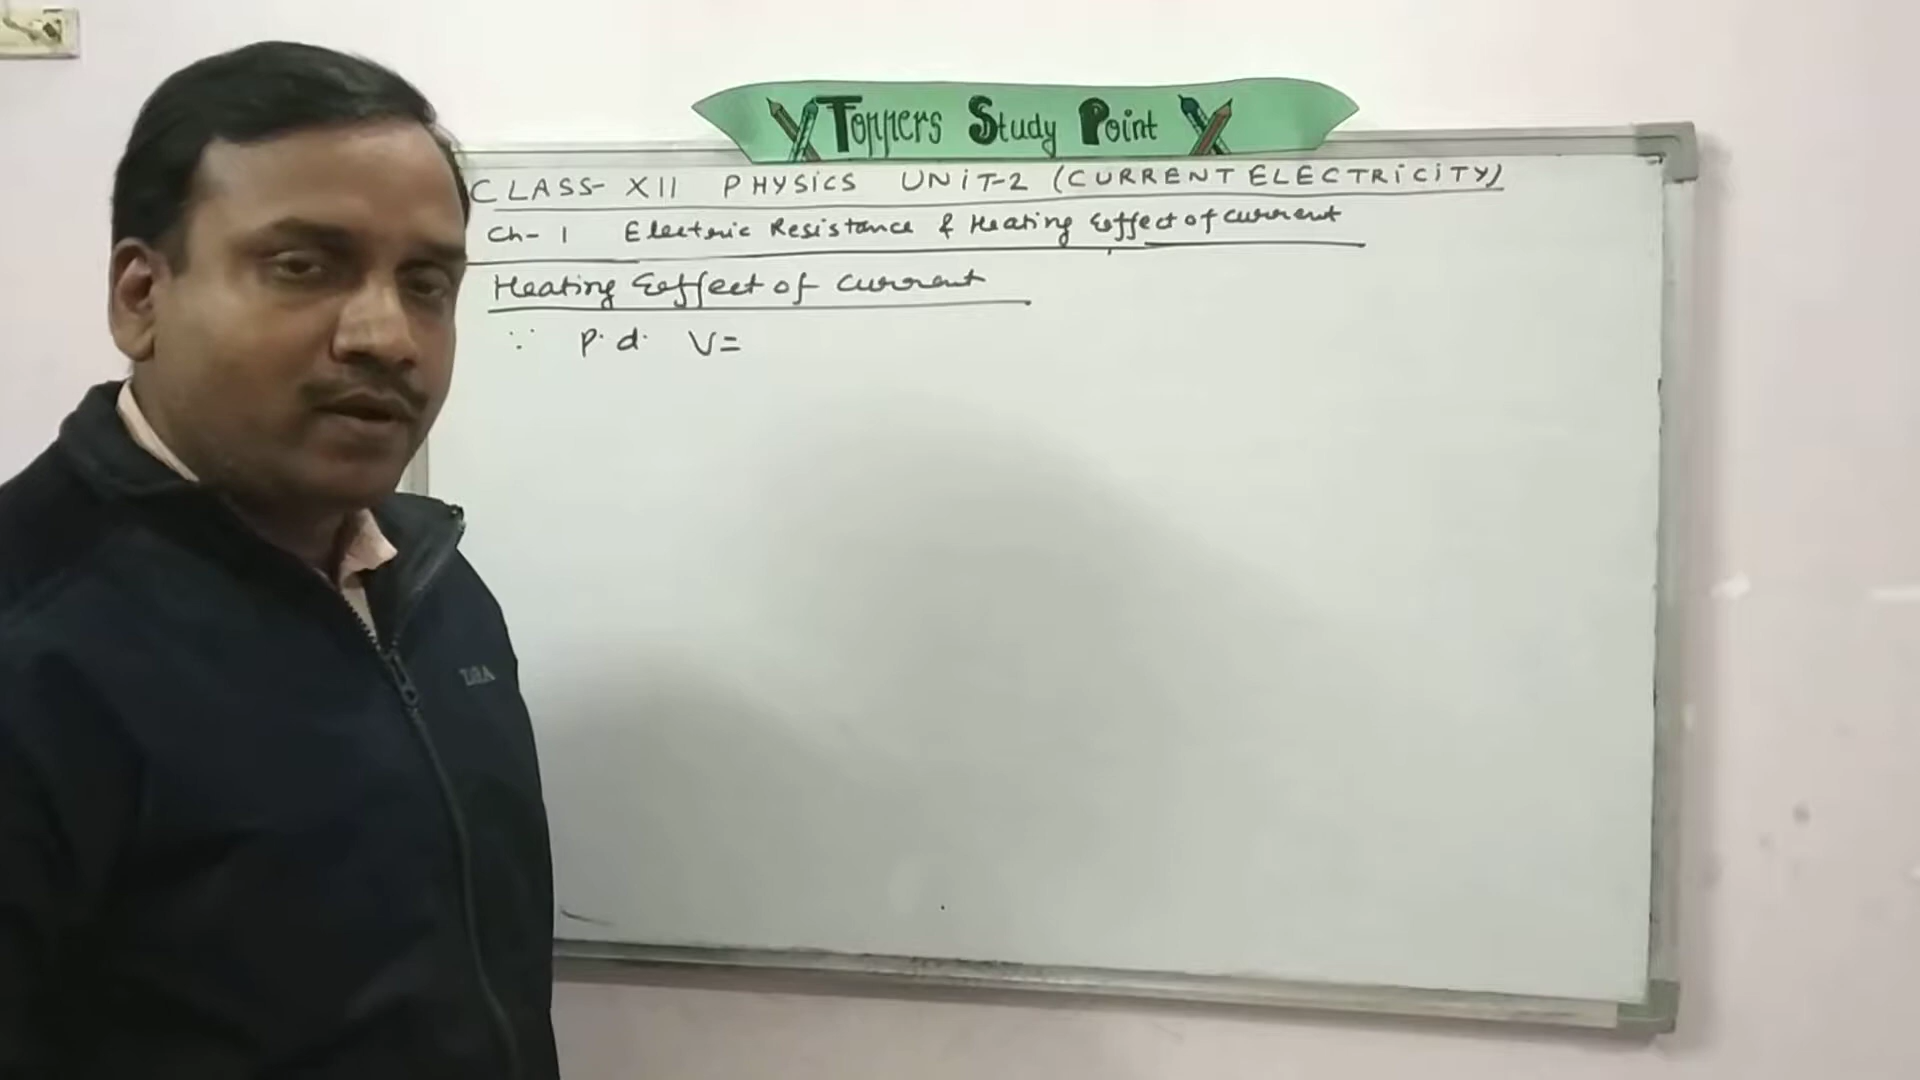 Toppers Study Point
CLASS- XII PHYSICS UNIT-2 (CURRENT ELECTRICITY)
Ch- 1 Electric Resistance & Heating Effect of current
Heating Effect of current
∵ p.d. V=